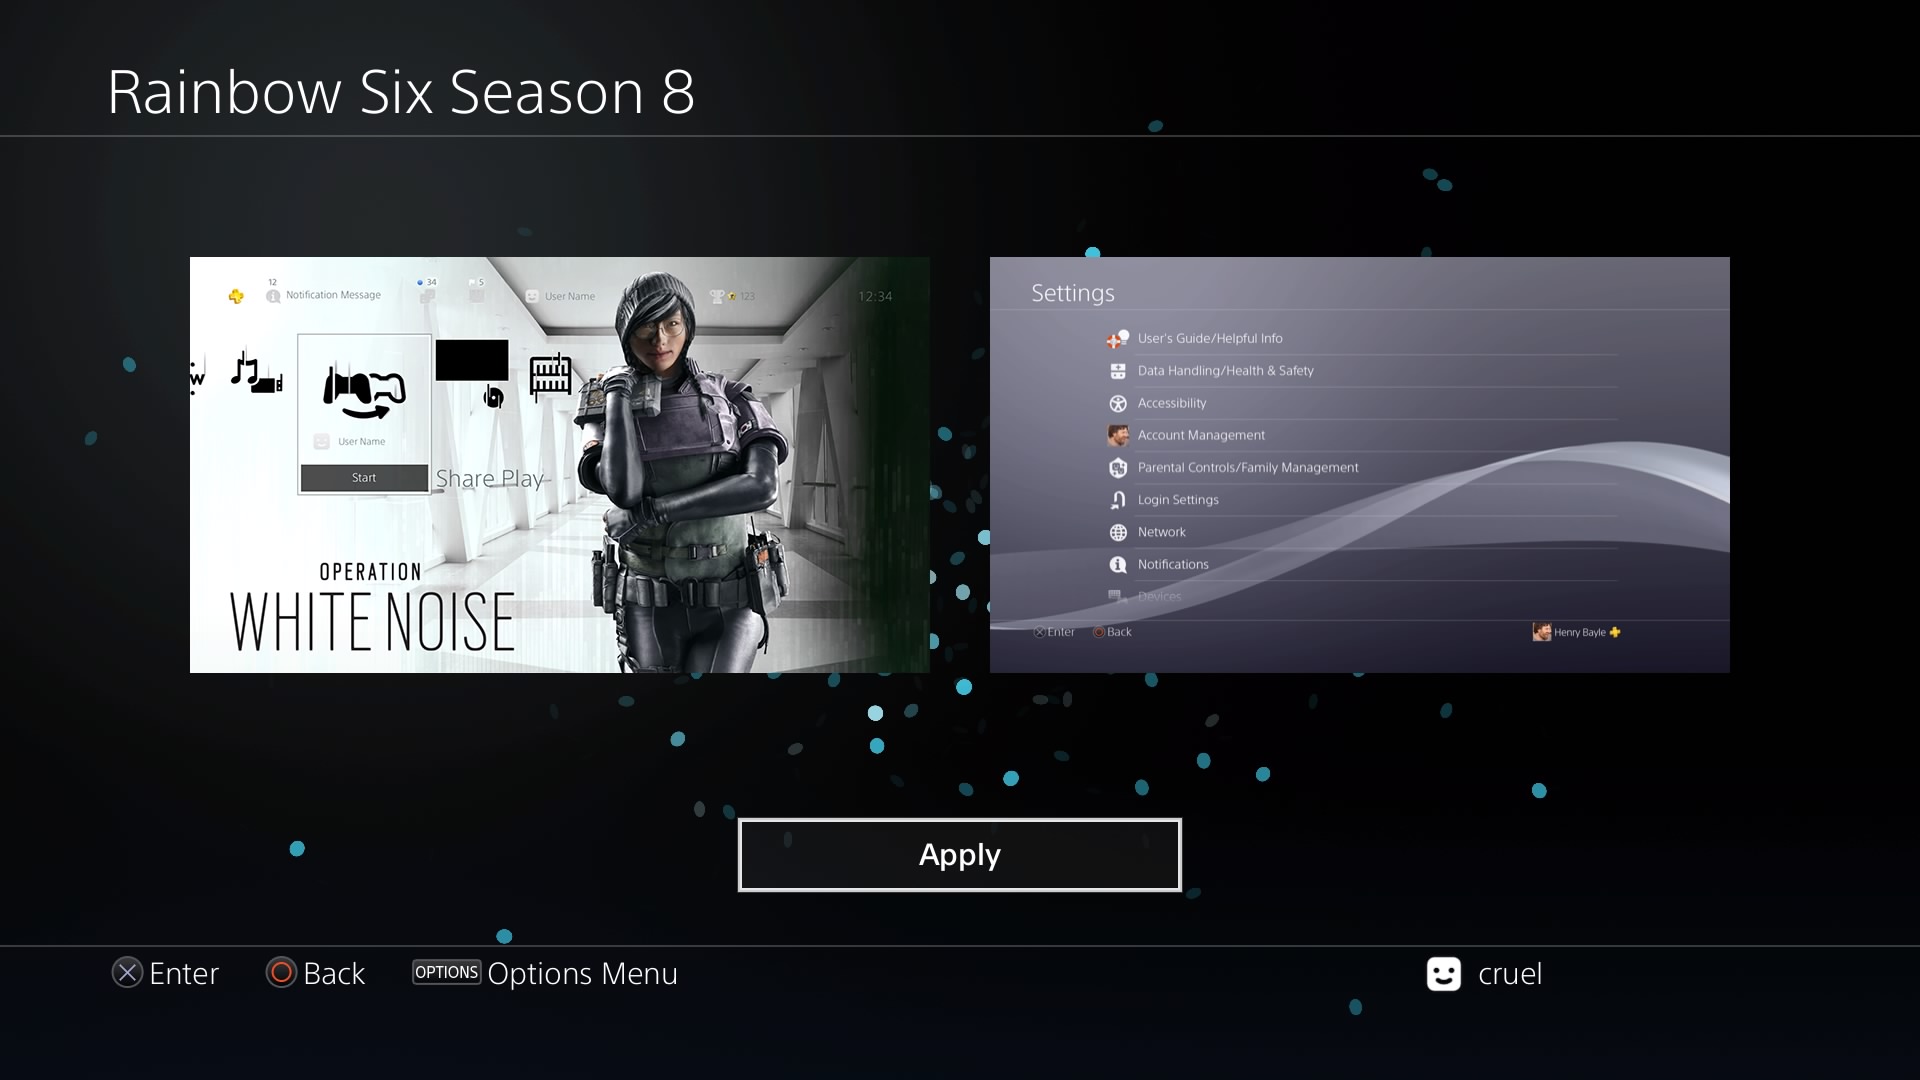 Rainbow Six Season 8
12
Notification Message
34
5
User Name
123
12:34
w
User Name
Start
Share Play
OPERATION
WHITE NOISE
Settings
User's Guide/Helpful Info
Data Handling/Health & Safety
Accessibility
Account Management
Parental Controls/Family Management
Login Settings
Network
Notifications
Devices
Enter Back
Henry Bayle
Apply
Enter Back OPTIONS Options Menu
cruel